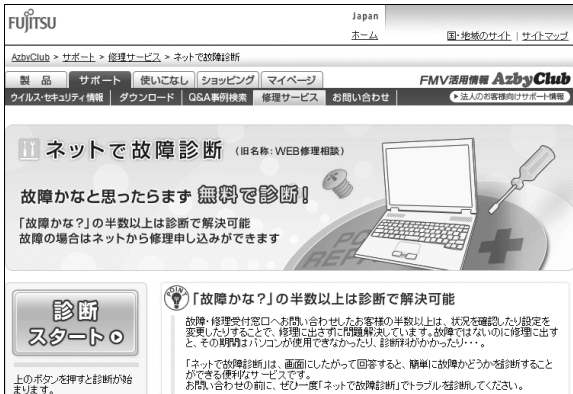 FUJITSU
Japan
ホーム
国・地域のサイト | サイトマップ
AzbyClub > サポート > 修理サービス > ネットで故障診断
製 品 サポート 使いこなし ショッピング マイページ
FMV活用情報 AzbyClub
ウイルス・セキュリティ情報 ダウンロード Q&A事例検索 修理サービス お問い合わせ
法人のお客様向けサポート情報
ネットで故障診断 (旧名称:WEB修理相談)
故障かなと思ったらまず 無料で診断!
「故障かな?」の半数以上は診断で解決可能
故障の場合はネットから修理申し込みができます
PC REPAIR
診断
スタート
上のボタンを押すと診断が始
まります。
POINT
「故障かな?」の半数以上は診断で解決可能
故障・修理受付窓口へお問い合わせしたお客様の半数以上は、状況を確認したり設定を
変更したりすることで、修理に出さずに問題解決しています。故障ではないのに修理に出す
と、その期間はパソコンが使用できなかったり、診断料がかかったり・・・。
「ネットで故障診断」は、画面にしたがって回答すると、簡単に故障かどうかを診断すること
ができる便利なサービスです。
お問い合わせの前に、ぜひ一度「ネットで故障診断」でトラブルを診断してください。